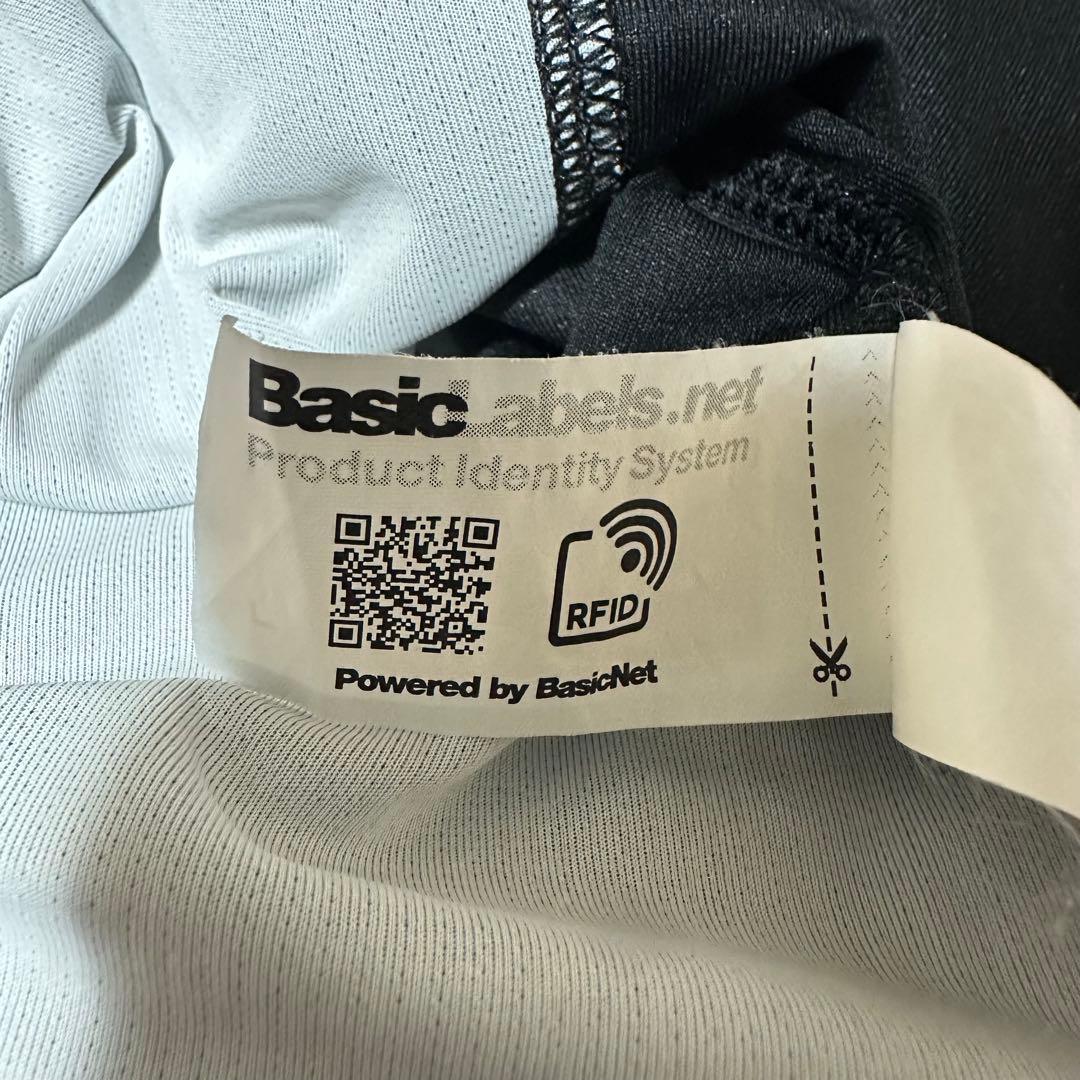 BasicLabels.net
Product Identity System
RFID
Powered by BasicNet